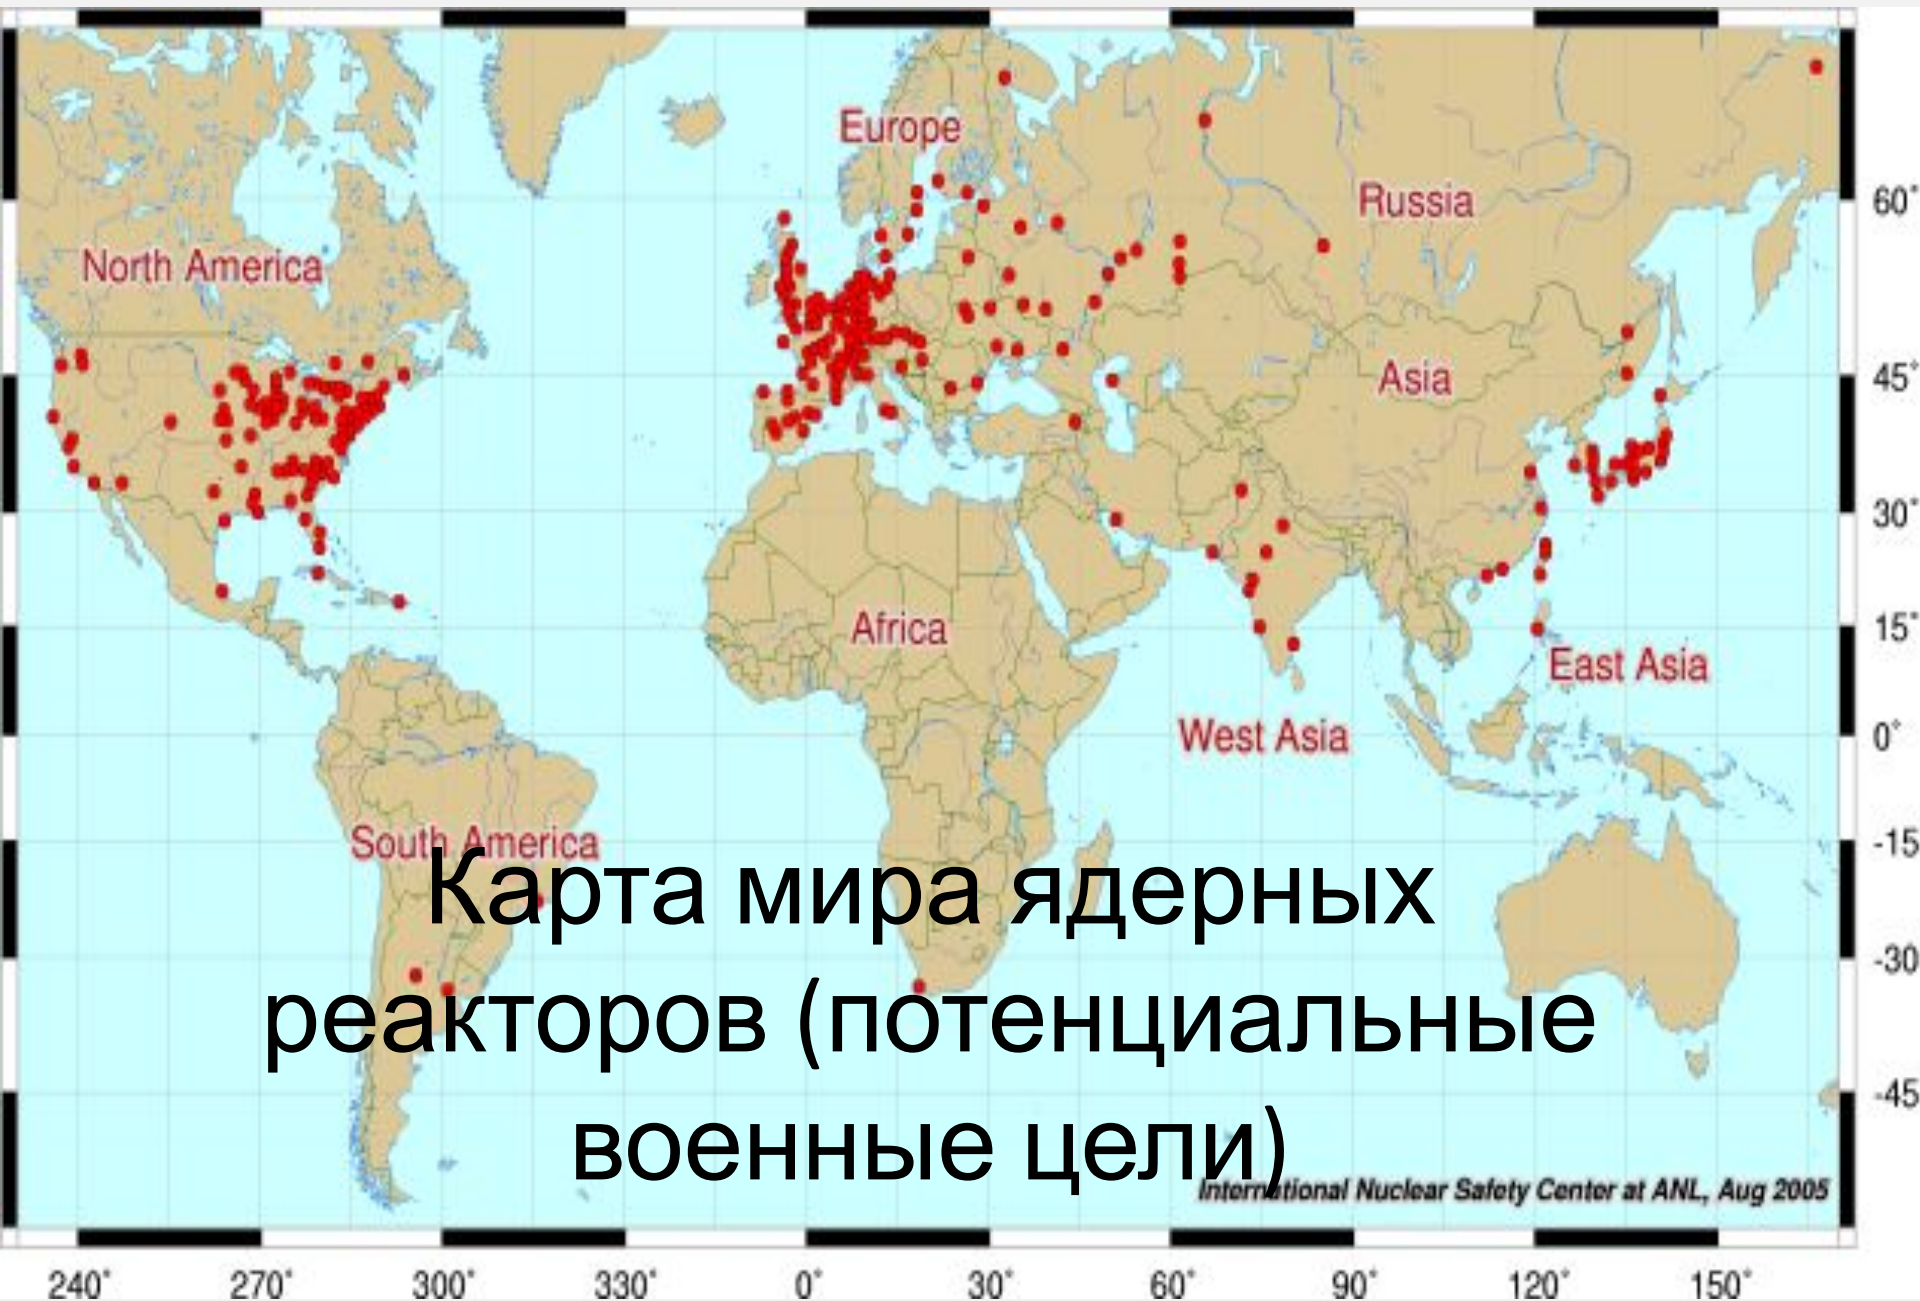 Europe
Russia
North America
Asia
Africa
East Asia
West Asia
South America
Карта мира ядерных
реакторов (потенциальные
военные цели)
International Nuclear Safety Center at ANL, Aug 2005
60°
45°
30°
15°
0°
-15
-30
-45
240° 270° 300° 330° 0° 30° 60° 90° 120° 150°